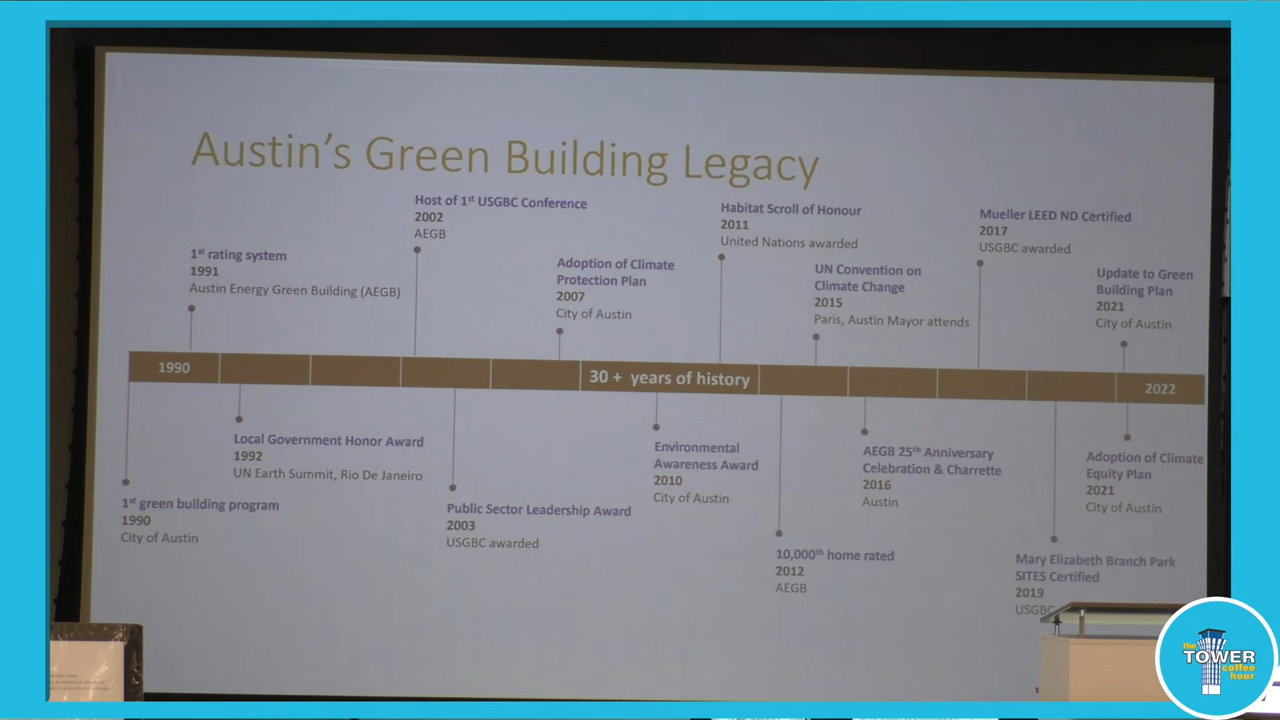 Austin's Green Building Legacy
Host of 1st USGBC Conference
2002
AEGB
Habitat Scroll of Honour
2011
United Nations awarded
Mueller LEED ND Certified
2017
USGBC awarded
1st rating system
1991
Austin Energy Green Building (AEGB)
Adoption of Climate
Protection Plan
2007
City of Austin
UN Convention on
Climate Change
2015
Paris, Austin Mayor attends
Update to Green
Building Plan
2021
City of Austin
1990
30 + years of history
2022
Local Government Honor Award
1992
UN Earth Summit, Rio De Janeiro
1st green building program
1990
City of Austin
Public Sector Leadership Award
2003
USGBC awarded
Environmental
Awareness Award
2010
City of Austin
10,000th home rated
2012
AEGB
AEGB 25th Anniversary
Celebration & Charrette
2016
Austin
Adoption of Climate
Equity Plan
2021
City of Austin
Mary Elizabeth Branch Park
SITES Certified
2019
USGBC
the
TOWER
coffee
hour